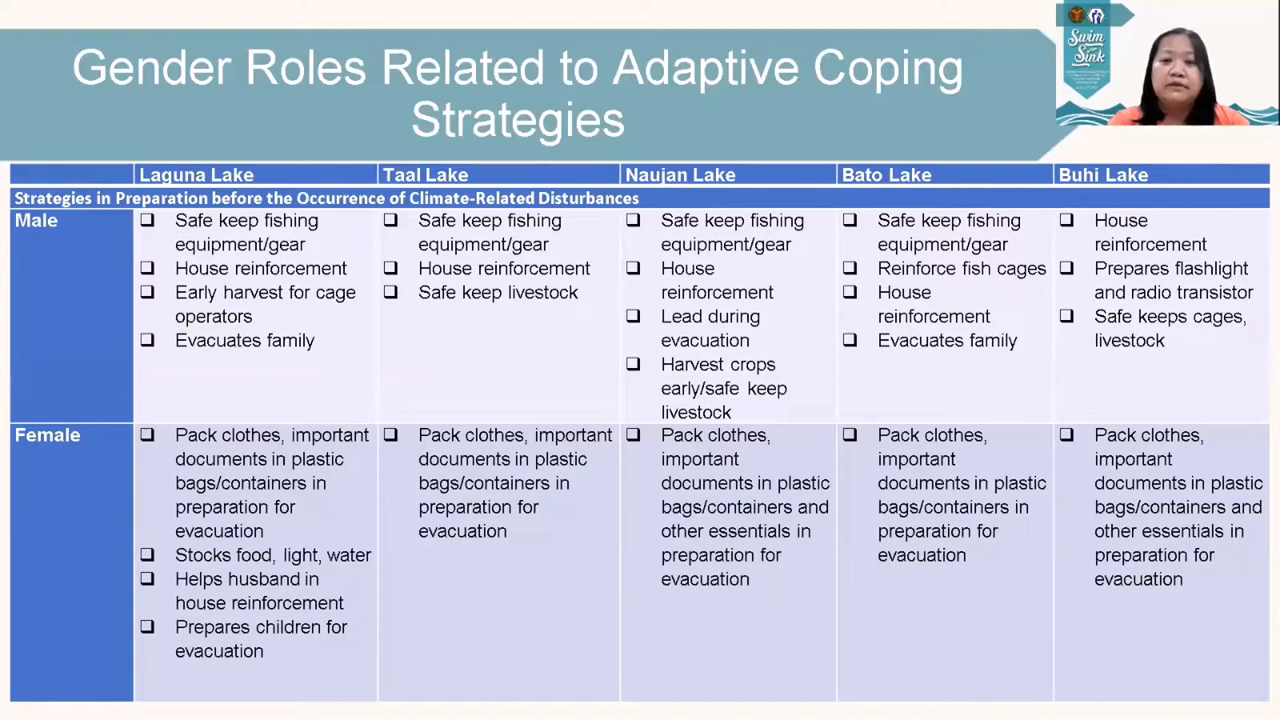 Gender Roles Related to Adaptive Coping
Strategies
Swim
Sink
Laguna Lake
Taal Lake
Naujan Lake
Bato Lake
Buhi Lake
Strategies in Preparation before the Occurrence of Climate-Related Disturbances
Male
Safe keep fishing
equipment/gear
House reinforcement
Early harvest for cage
operators
Evacuates family
Safe keep fishing
equipment/gear
House reinforcement
Safe keep livestock
Safe keep fishing
equipment/gear
House
reinforcement
Lead during
evacuation
Harvest crops
early/safe keep
livestock
Safe keep fishing
equipment/gear
Reinforce fish cages
House
reinforcement
Evacuates family
House
reinforcement
Prepares flashlight
and radio transistor
Safe keeps cages,
livestock
Female
Pack clothes, important
documents in plastic
bags/containers in
preparation for
evacuation
Stocks food, light, water
Helps husband in
house reinforcement
Prepares children for
evacuation
Pack clothes, important
documents in plastic
bags/containers in
preparation for
evacuation
Pack clothes,
important
documents in plastic
bags/containers and
other essentials in
preparation for
evacuation
Pack clothes,
important
documents in plastic
bags/containers in
preparation for
evacuation
Pack clothes,
important
documents in plastic
bags/containers and
other essentials in
preparation for
evacuation